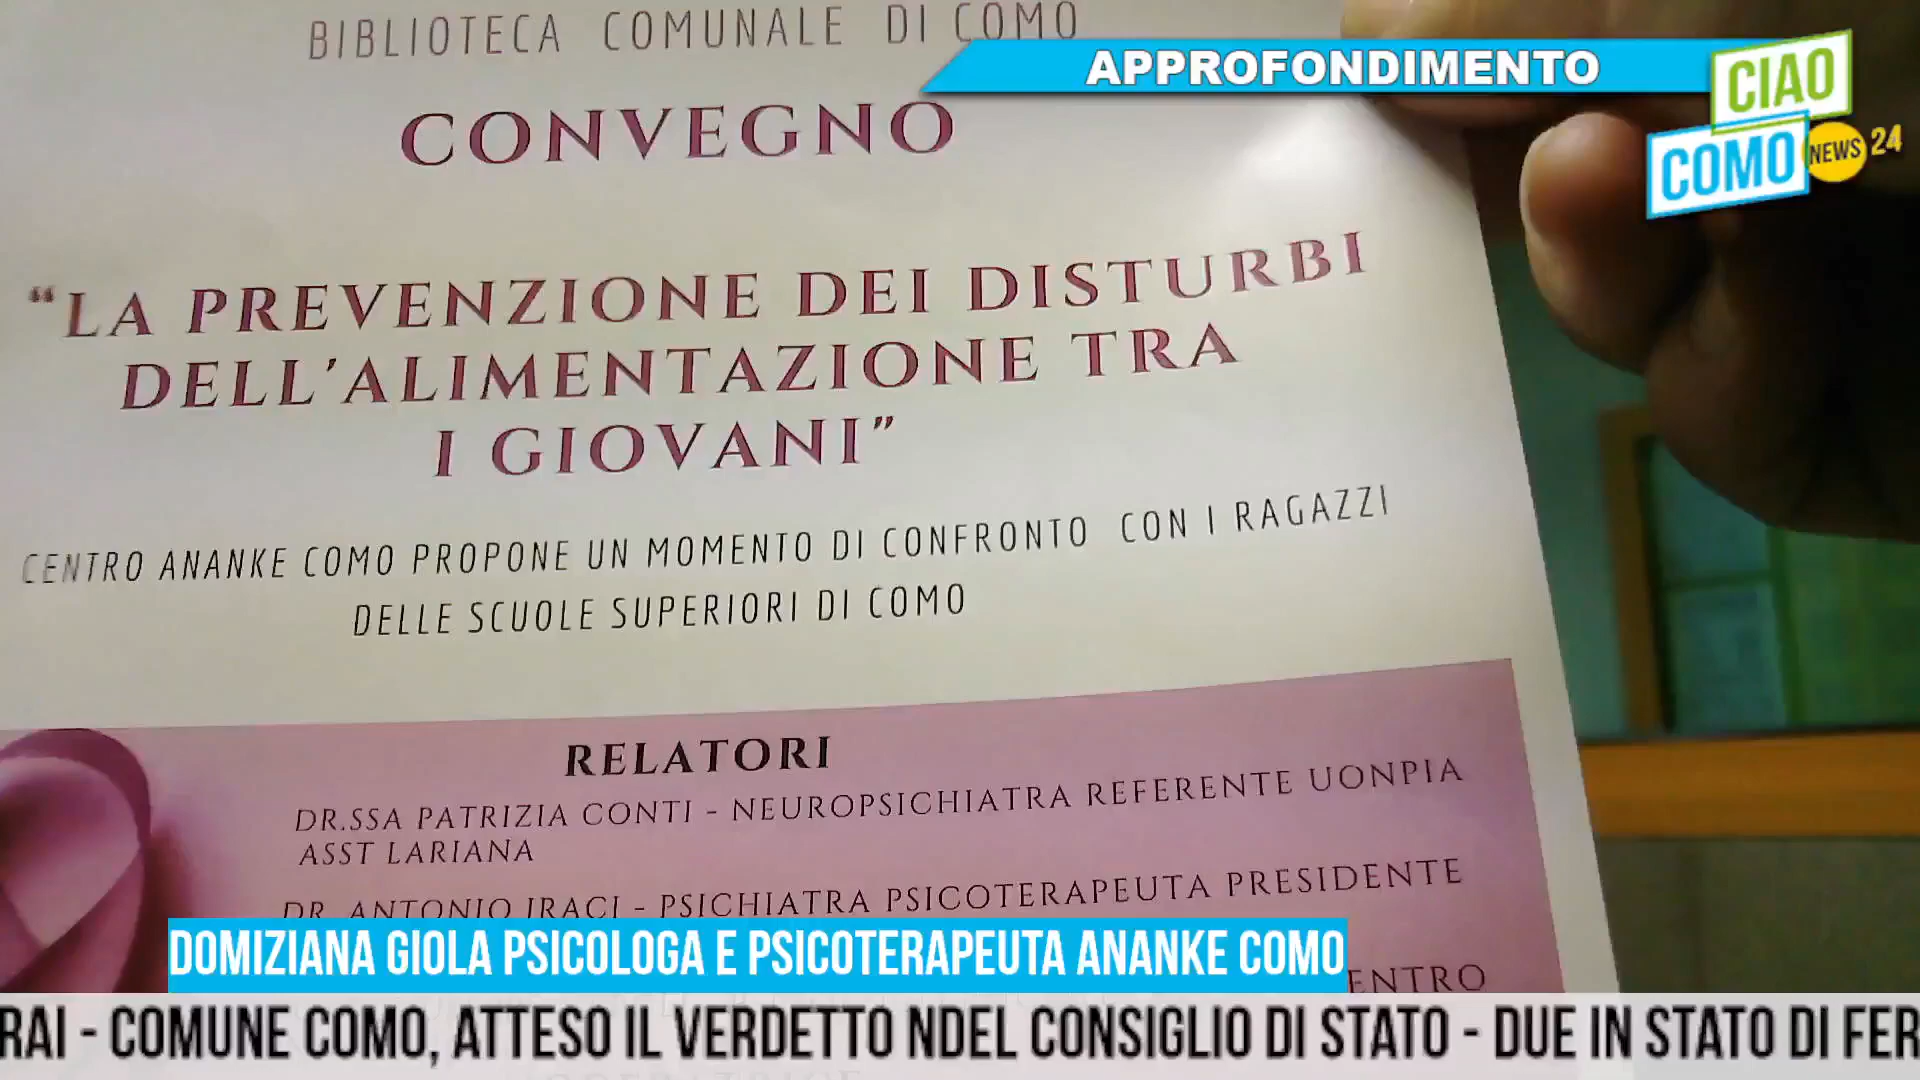 BIBLIOTECA COMUNALE DI COMO
APPROFONDIMENTO
CIAO
COMO NEWS 24
CONVEGNO
“LA PREVENZIONE DEI DISTURBI
DELL’ALIMENTAZIONE TRA
I GIOVANI”
CENTRO ANANKE COMO PROPONE UN MOMENTO DI CONFRONTO CON I RAGAZZI
DELLE SCUOLE SUPERIORI DI COMO
RELATORI
DR.SSA PATRIZIA CONTI - NEUROPSICHIATRA REFERENTE UONPIA
ASST LARIANA
DR. ANTONIO IRACI - PSICHIATRA PSICOTERAPEUTA PRESIDENTE
DOMIZIANA GIOLA PSICOLOGA E PSICOTERAPEUTA ANANKE COMO
ENTRO
RAI - COMUNE COMO, ATTESO IL VERDETTO NDEL CONSIGLIO DI STATO - DUE IN STATO DI FER